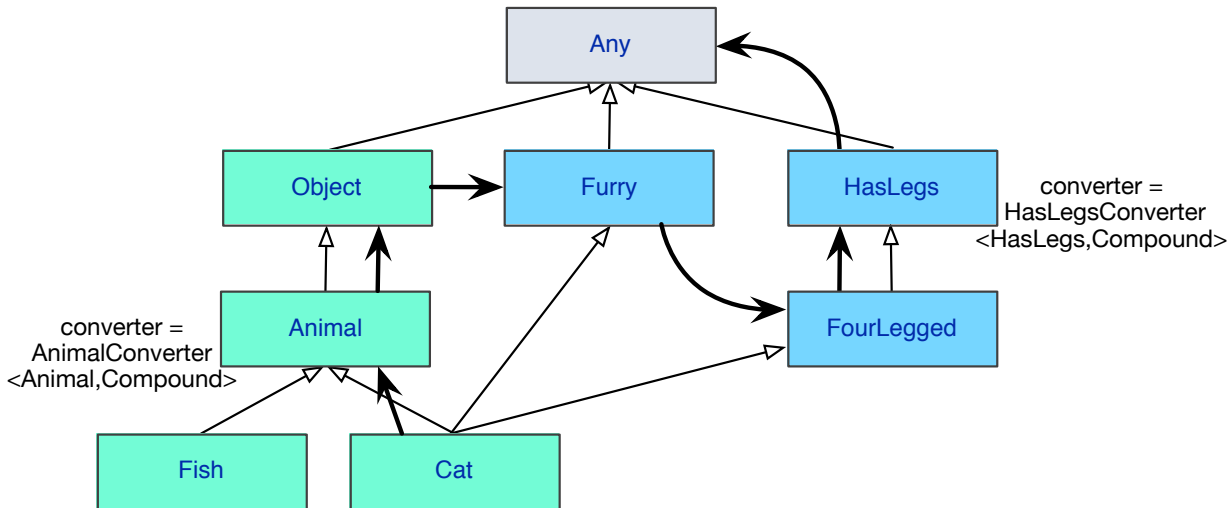 Any
Object
Furry
HasLegs
converter =
HasLegsConverter
<HasLegs,Compound>
converter =
AnimalConverter
<Animal,Compound>
Animal
FourLegged
Fish
Cat